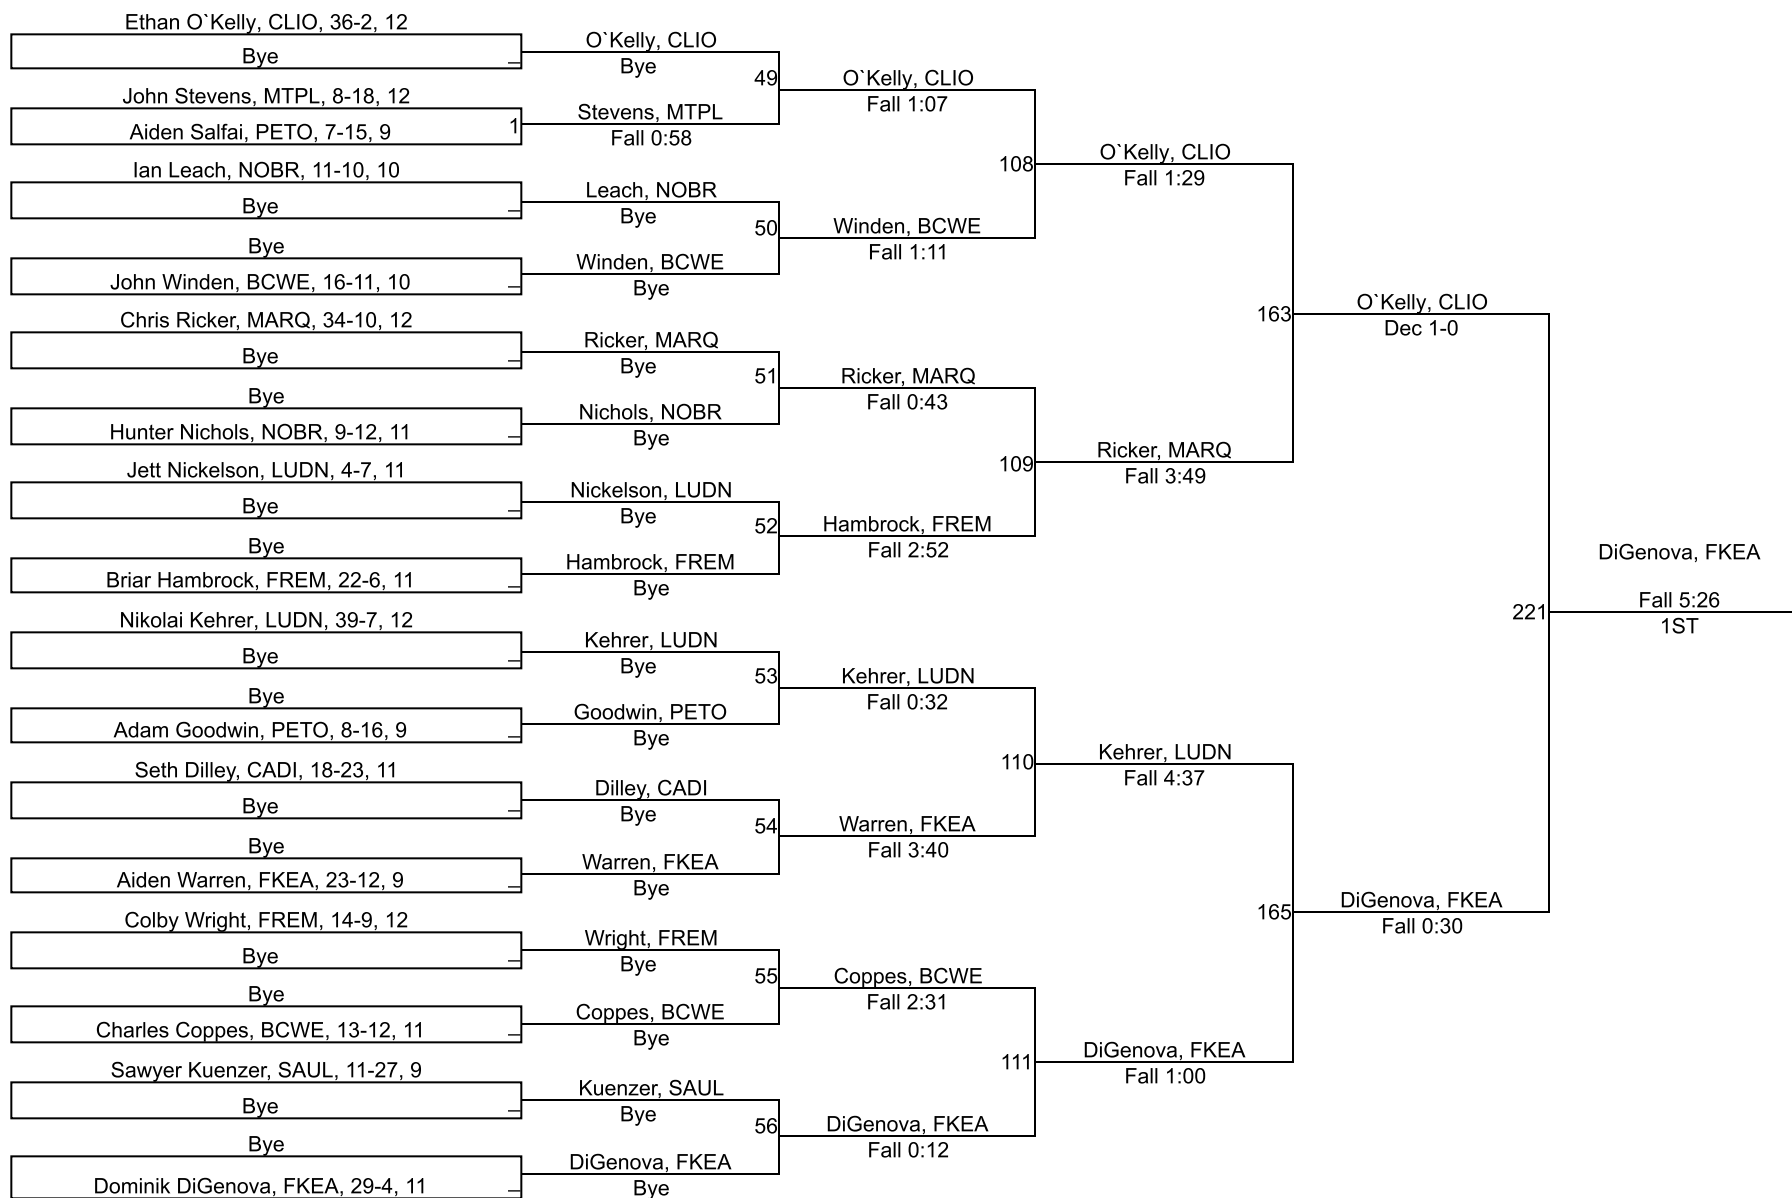 Ethan O`Kelly, CLIO, 36-2, 12
Bye
_
John Stevens, MTPL, 8-18, 12
Aiden Salfai, PETO, 7-15, 9
1
Ian Leach, NOBR, 11-10, 10
Bye
_
Bye
John Winden, BCWE, 16-11, 10
_
Chris Ricker, MARQ, 34-10, 12
Bye
_
Bye
Hunter Nichols, NOBR, 9-12, 11
_
Jett Nickelson, LUDN, 4-7, 11
Bye
_
Bye
Briar Hambrock, FREM, 22-6, 11
_
Nikolai Kehrer, LUDN, 39-7, 12
Bye
_
Bye
Adam Goodwin, PETO, 8-16, 9
_
Seth Dilley, CADI, 18-23, 11
Bye
_
Bye
Aiden Warren, FKEA, 23-12, 9
_
Colby Wright, FREM, 14-9, 12
Bye
_
Bye
Charles Coppes, BCWE, 13-12, 11
_
Sawyer Kuenzer, SAUL, 11-27, 9
Bye
_
Bye
Dominik DiGenova, FKEA, 29-4, 11
_
O`Kelly, CLIO
Bye
49
Stevens, MTPL
Fall 0:58
Leach, NOBR
Bye
50
Winden, BCWE
Bye
Ricker, MARQ
Bye
51
Nichols, NOBR
Bye
Nickelson, LUDN
Bye
52
Hambrock, FREM
Bye
Kehrer, LUDN
Bye
53
Goodwin, PETO
Bye
Dilley, CADI
Bye
54
Warren, FKEA
Bye
Wright, FREM
Bye
55
Coppes, BCWE
Bye
Kuenzer, SAUL
Bye
56
DiGenova, FKEA
Bye
O`Kelly, CLIO
Fall 1:07
108
Winden, BCWE
Fall 1:11
Ricker, MARQ
Fall 0:43
109
Hambrock, FREM
Fall 2:52
Kehrer, LUDN
Fall 0:32
110
Warren, FKEA
Fall 3:40
Coppes, BCWE
Fall 2:31
111
DiGenova, FKEA
Fall 0:12
O`Kelly, CLIO
Fall 1:29
163
Ricker, MARQ
Fall 3:49
Kehrer, LUDN
Fall 4:37
165
DiGenova, FKEA
Fall 1:00
O`Kelly, CLIO
Dec 1-0
221
DiGenova, FKEA
Fall 0:30
DiGenova, FKEA
Fall 5:26
1ST